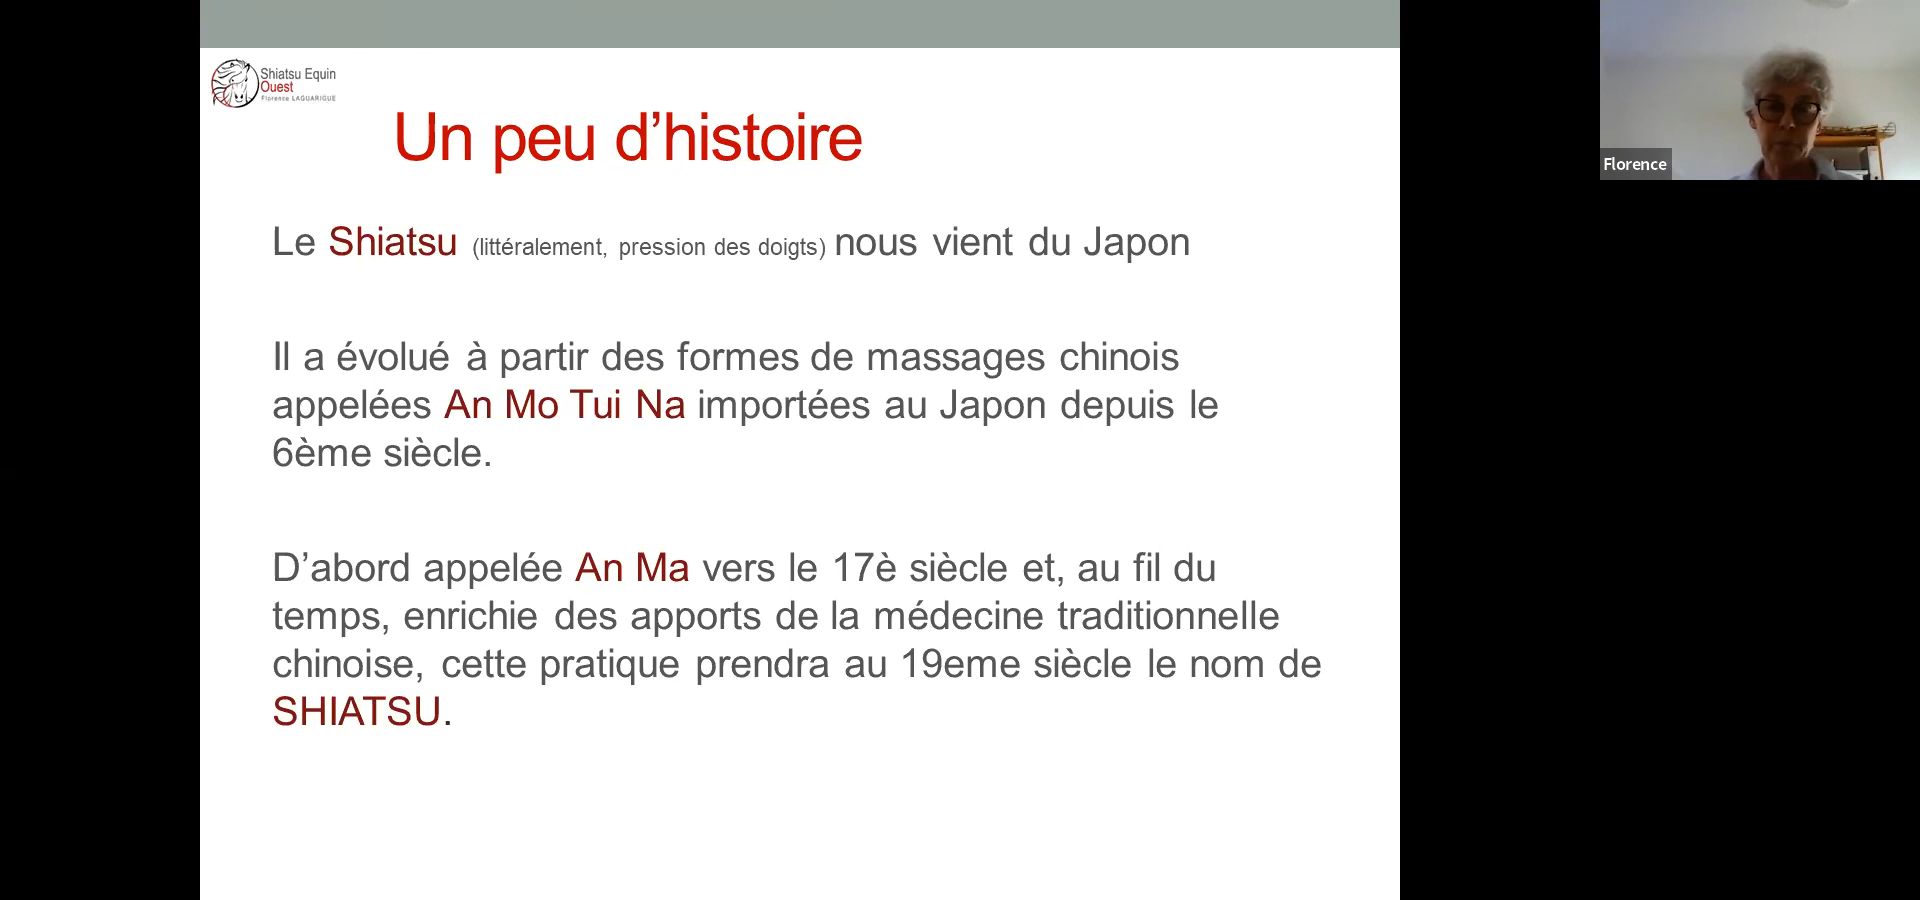 Shiatsu Equin
Ouest
Florence LAGUARIGUE
Un peu d’histoire
Le Shiatsu (littéralement, pression des doigts) nous vient du Japon
Il a évolué à partir des formes de massages chinois
appelées An Mo Tui Na importées au Japon depuis le
6ème siècle.
D’abord appelée An Ma vers le 17è siècle et, au fil du
temps, enrichie des apports de la médecine traditionnelle
chinoise, cette pratique prendra au 19eme siècle le nom de
SHIATSU.
Florence